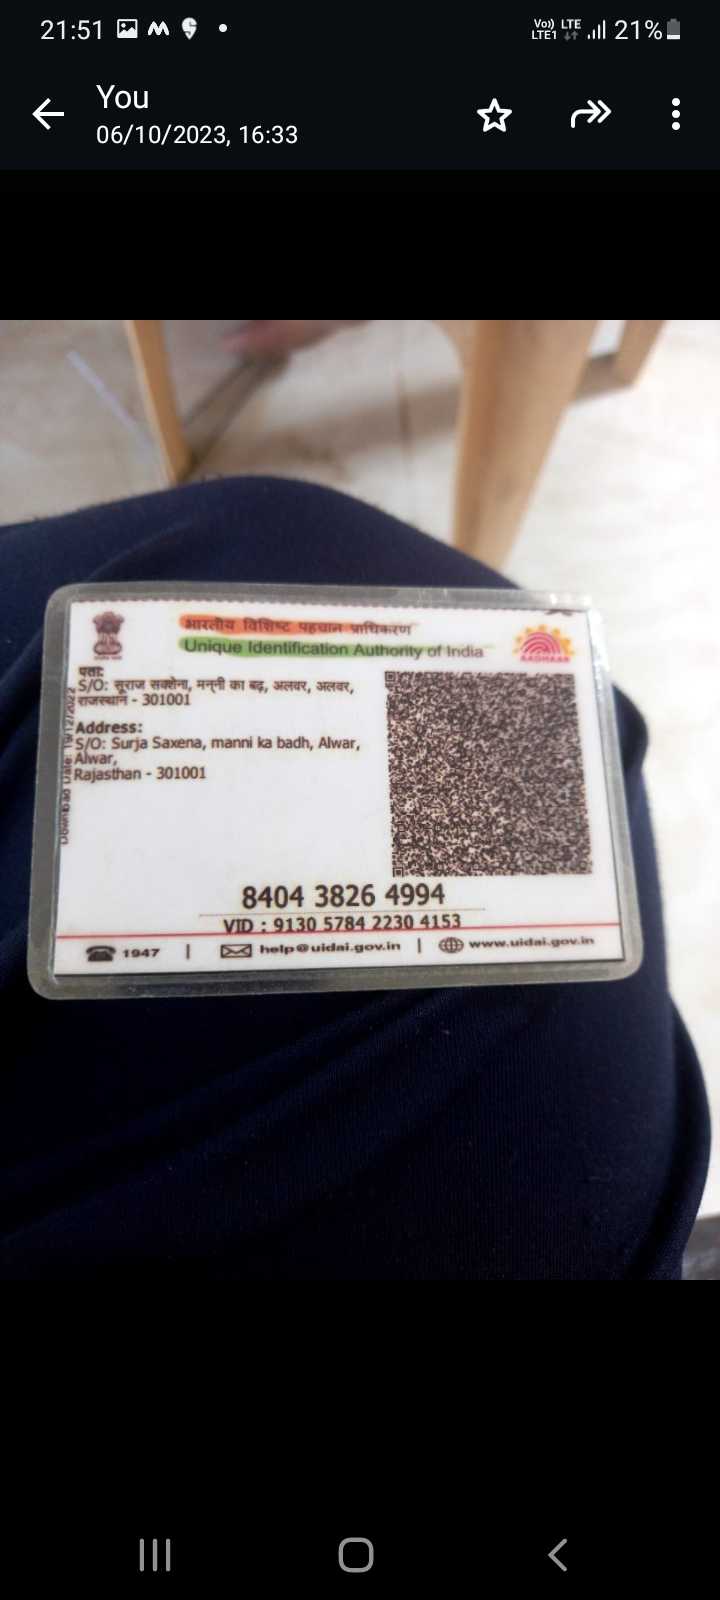 21:51
Vo)) LTE
LTE1
21%
You
06/10/2023, 16:33
भारतीय विशिष्ट पहचान प्राधिकरण
Unique Identification Authority of India
AADHAAR
पता:
S/O: सूराज सक्सेना, मन्नी का बढ़, अलवर, अलवर,
राजस्थान - 301001
Address:
S/O: Surja Saxena, manni ka badh, Alwar,
Alwar,
Rajasthan - 301001
Download Date: 19/12/2022
8404 3826 4994
VID : 9130 5784 2230 4153
1947 | help@uidai.gov.in | www.uidai.gov.in